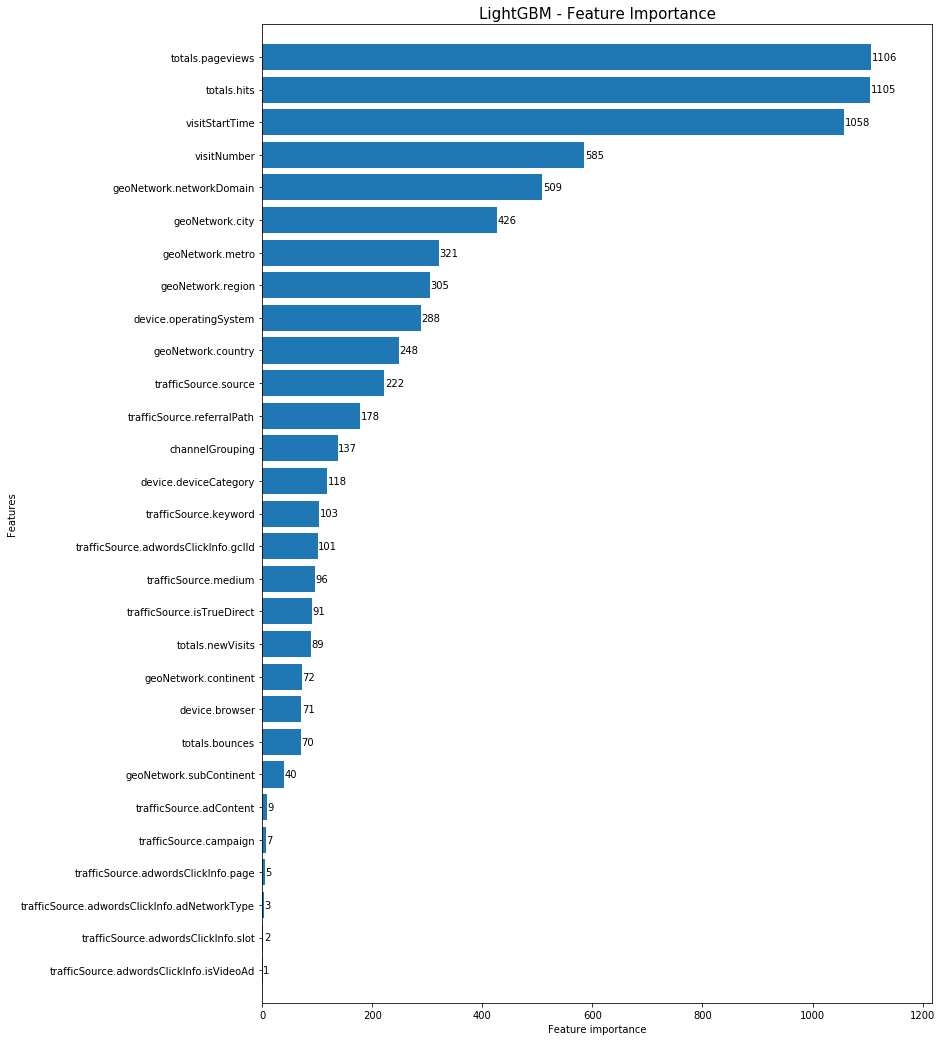 LightGBM - Feature Importance
totals.pageviews 1106
totals.hits 1105
visitStartTime 1058
visitNumber 585
geoNetwork.networkDomain 509
geoNetwork.city 426
geoNetwork.metro 321
geoNetwork.region 305
device.operatingSystem 288
geoNetwork.country 248
trafficSource.source 222
trafficSource.referralPath 178
channelGrouping 137
device.deviceCategory 118
trafficSource.keyword 103
trafficSource.adwordsClickInfo.gclId 101
trafficSource.medium 96
trafficSource.isTrueDirect 91
totals.newVisits 89
geoNetwork.continent 72
device.browser 71
totals.bounces 70
geoNetwork.subContinent 40
trafficSource.adContent 9
trafficSource.campaign 7
trafficSource.adwordsClickInfo.page 5
trafficSource.adwordsClickInfo.adNetworkType 3
trafficSource.adwordsClickInfo.slot 2
trafficSource.adwordsClickInfo.isVideoAd 1
Features
0 200 400 600 800 1000 1200
Feature importance